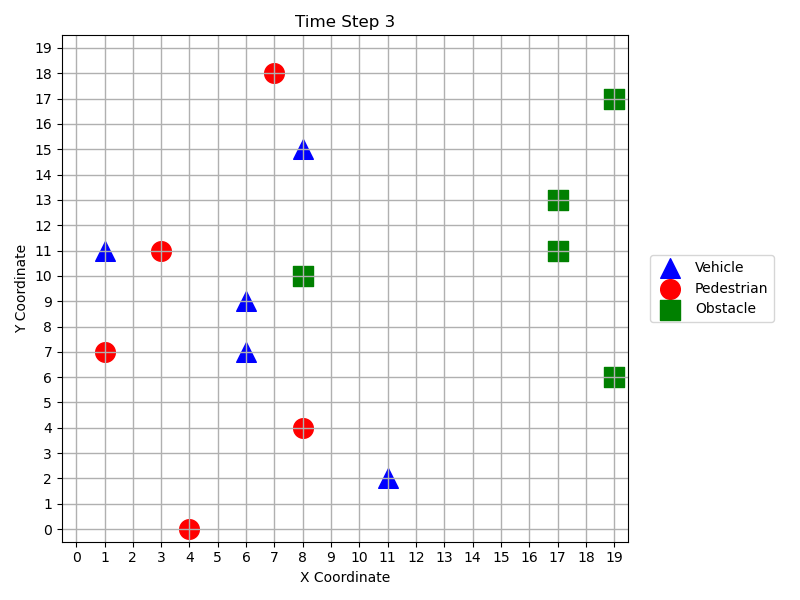 Time Step 3
19
18
17
16
15
14
13
12
11
10
9
8
7
6
5
4
3
2
1
0
Y Coordinate
0 1 2 3 4 5 6 7 8 9 10 11 12 13 14 15 16 17 18 19
X Coordinate
Vehicle
Pedestrian
Obstacle